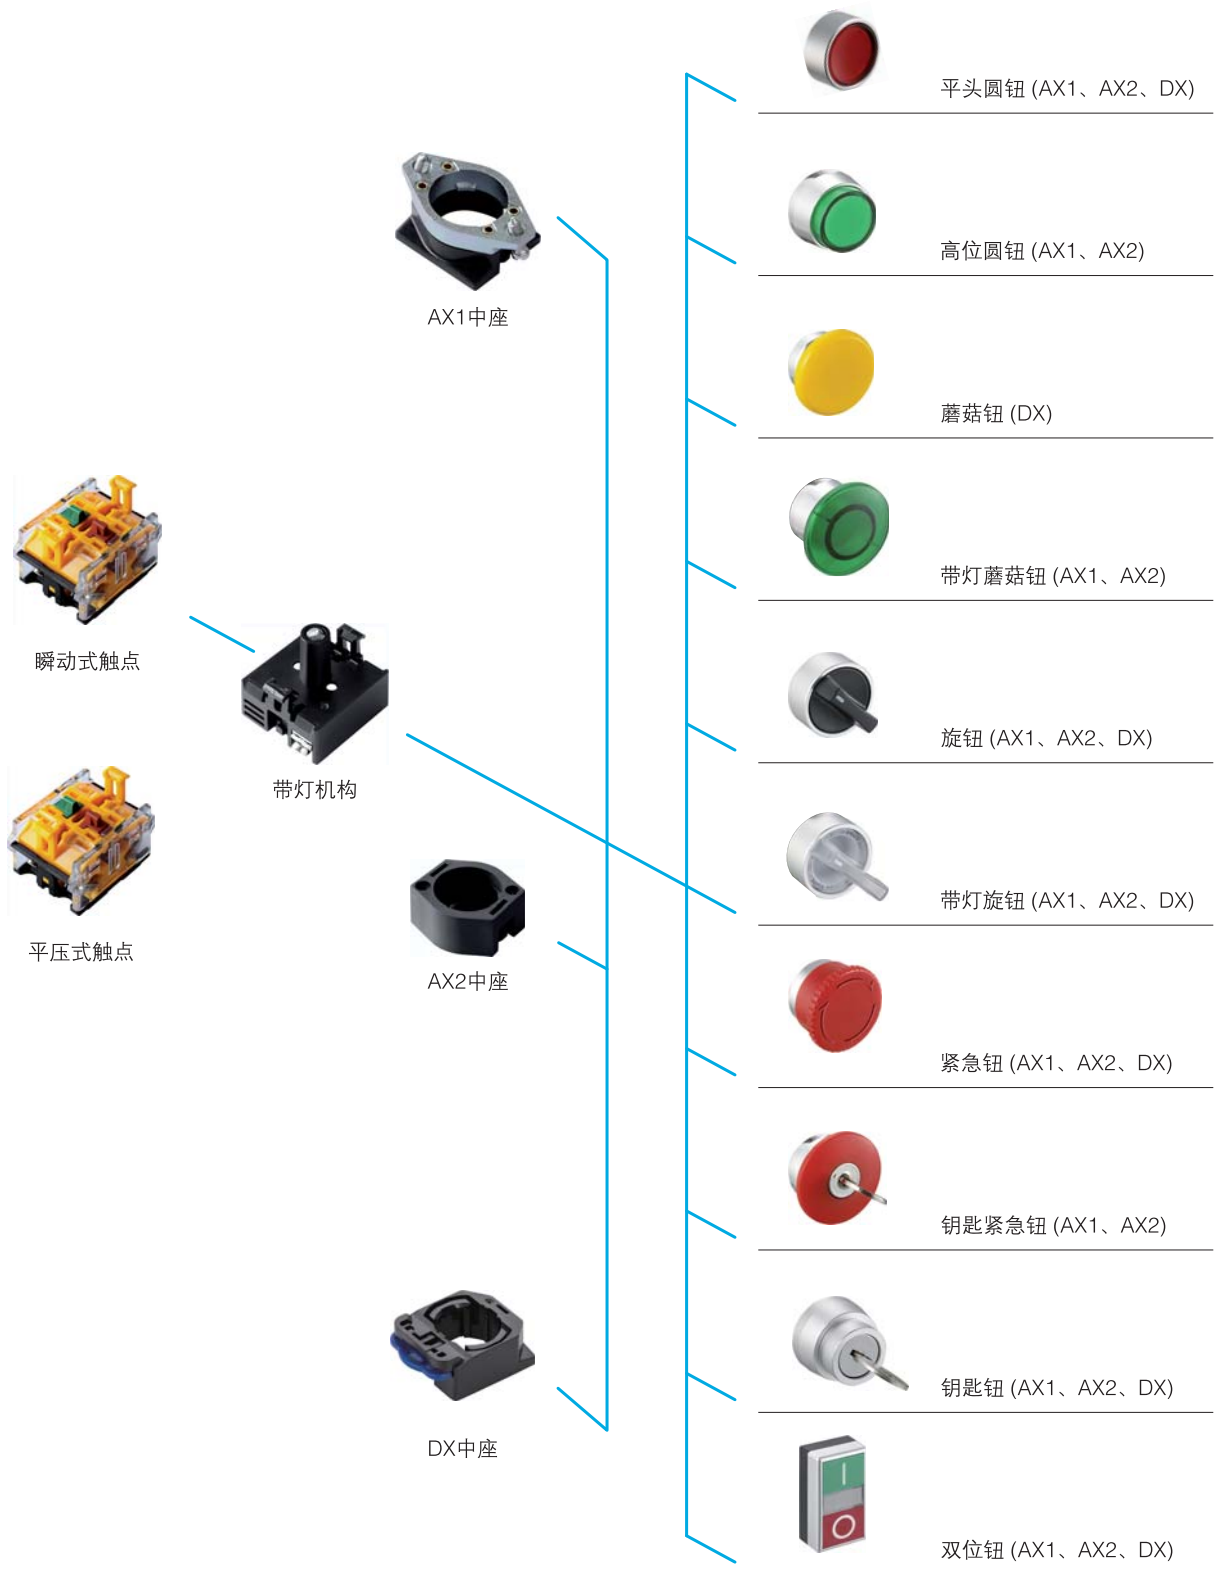 平头圆钮 (AX1、AX2、DX)
高位圆钮 (AX1、AX2)
AX1中座
蘑菇钮 (DX)
带灯蘑菇钮 (AX1、AX2)
瞬动式触点
旋钮 (AX1、AX2、DX)
带灯机构
带灯旋钮 (AX1、AX2、DX)
平压式触点
AX2中座
紧急钮 (AX1、AX2、DX)
钥匙紧急钮 (AX1、AX2)
钥匙钮 (AX1、AX2、DX)
DX中座
双位钮 (AX1、AX2、DX)